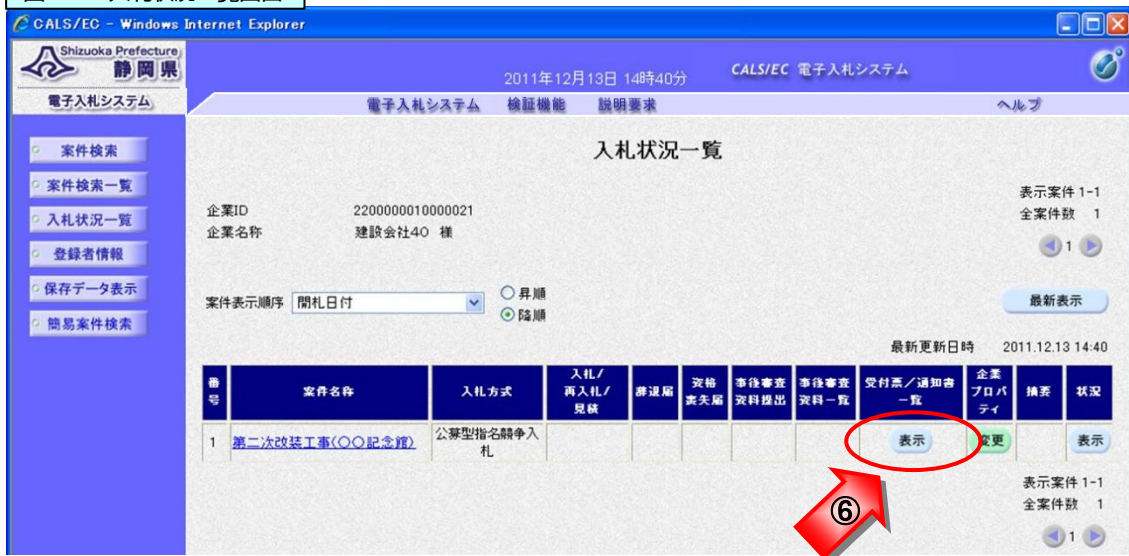 CALS/EC - Windows Internet Explorer
Shizuoka Prefecture
静岡県
2011年12月13日 14時40分
CALS/EC 電子入札システム
電子入札システム
電子入札システム 検証機能 説明要求 ヘルプ
案件検索
案件検索一覧
入札状況一覧
登録者情報
保存データ表示
簡易案件検索
入札状況一覧
表示案件 1-1
全案件数 1
1
企業ID 2200000010000021
企業名称 建設会社40 様
案件表示順序 開札日付
昇順
降順
最新表示
最新更新日時 2011.12.13 14:40
番号 案件名称 入札方式 入札/再入札/見積 辞退届 資格喪失届 事後審査資料提出 事後審査資料一覧 受付票/通知書一覧 企業プロパティ 摘要 状況
1 第二次改装工事(○○記念館) 公募型指名競争入札 表示 変更 表示
表示案件 1-1
全案件数 1
1
⑥